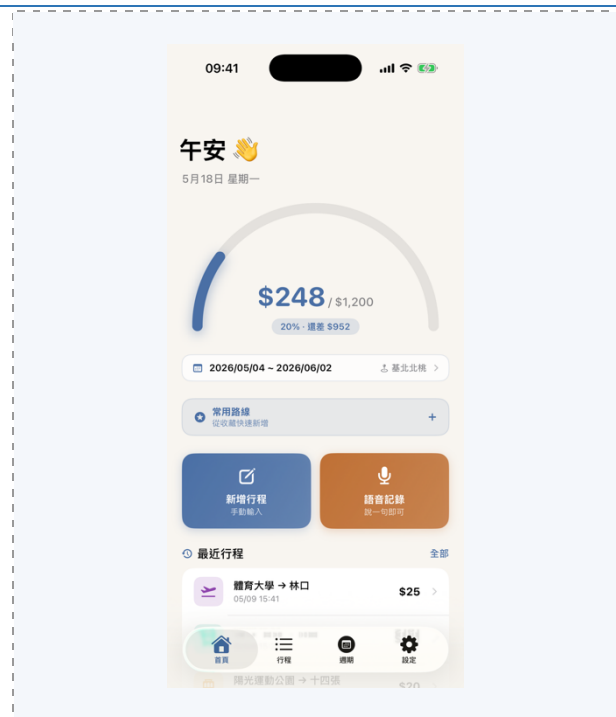 09:41
午安 👋
5月18日 星期一
$248 / $1,200
20% · 還差 $952
2026/05/04 ~ 2026/06/02 基北北桃
常用路線
從收藏快速新增
新增行程
手動輸入
語音記錄
說一句即可
最近行程 全部
體育大學 → 林口
05/09 15:41
$25
首頁 行程 週期 設定
陽光運動公園 → 十四張
$20